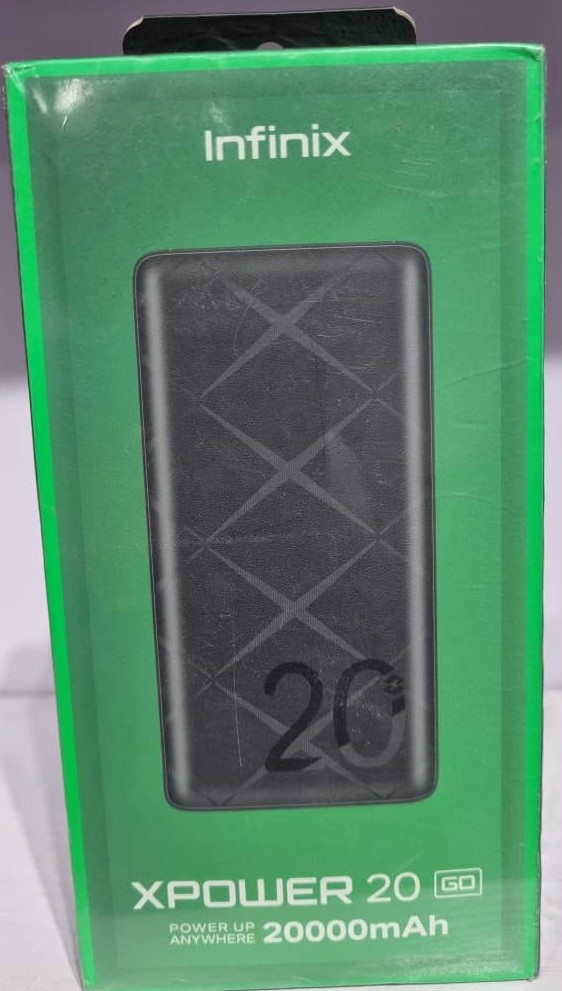 Infinix
20
XPOWER 20 GO
POWER UP
ANYWHERE 20000mAh